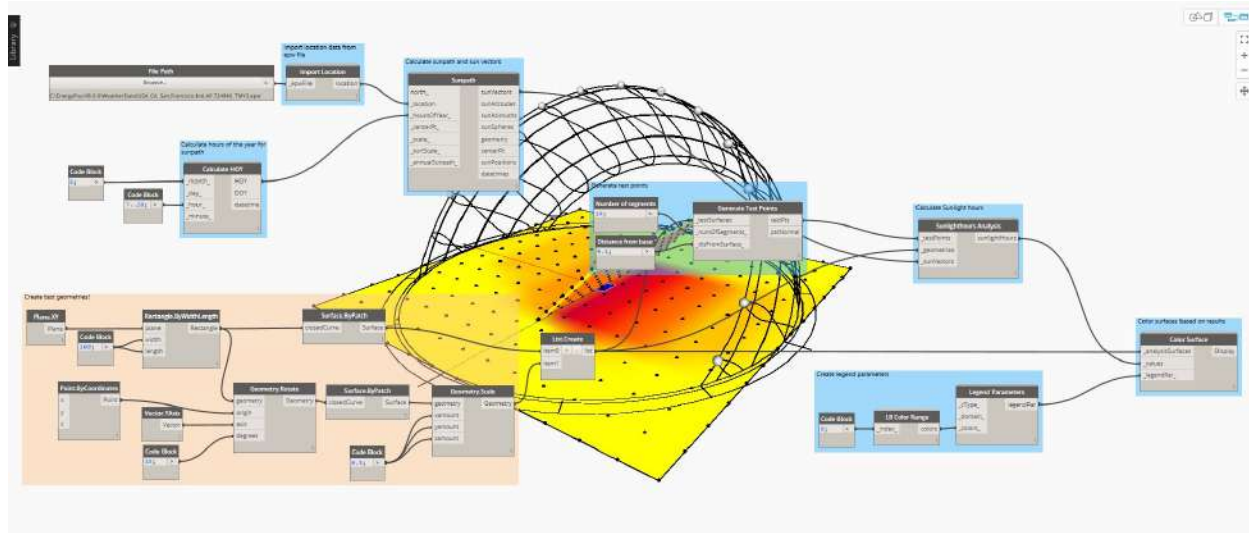 Library
Import location data from
epw file
File Path
Browse...
Import Location
_epwFile
location
Calculate sunpath and sun vectors
Sunpath
north_
_location
_hoursOfYear_
_centerPt_
_scale_
_sunScale_
_annualSunpath_
sunVectors
sunAltitudes
sunAzimuths
sunSpheres
geometry
centerPt
sunPositions
datetimes
Calculate hours of the year for
sunpath
Calculate HOY
_month_
_day_
_hour_
_minute_
HOY
DOY
datetime
Code Block
Code Block
Generate test points
Number of segments
Distance from base
Generate Test Points
_testSurfaces
_numOfSegments_
_disFromSurface_
testPts
ptsNormal
Calculate Sunlight hours
Sunlighthours Analysis
_testPoints
_geometries
_sunVectors
sunlightHours
Create test geometries!
Plane.XY
Plane
Code Block
100;
Rectangle.ByWidthLength
plane
width
length
Rectangle
Surface.ByPatch
closedCurve
Surface
List.Create
item0
+
-
list
item1
Point.ByCoordinates
x
y
z
Point
Vector.YAxis
Vector
Code Block
Geometry.Rotate
geometry
origin
axis
degrees
Geometry
Surface.ByPatch
closedCurve
Surface
Code Block
0.5;
Geometry.Scale
geometry
xamount
yamount
zamount
Geometry
Create legend parameters
Code Block
LB Color Range
_index_
colors
Legend Parameters
_cType_
_domain_
_colors_
legendPar
Color surfaces based on results
Color Surface
_analysisSurfaces
_values
_legendPar_
Display